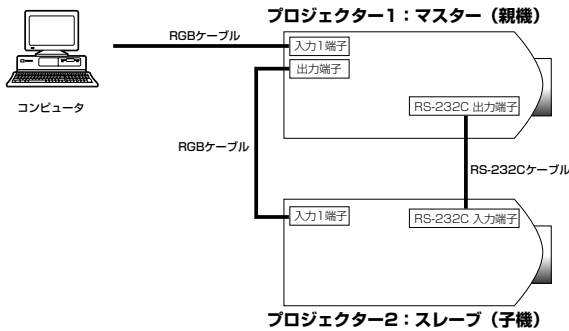 プロジェクター1：マスター（親機）
RGBケーブル
入力1端子
出力端子
コンピュータ
RS-232C 出力端子
RGBケーブル
RS-232Cケーブル
入力1端子
RS-232C 入力端子
プロジェクター2：スレーブ（子機）